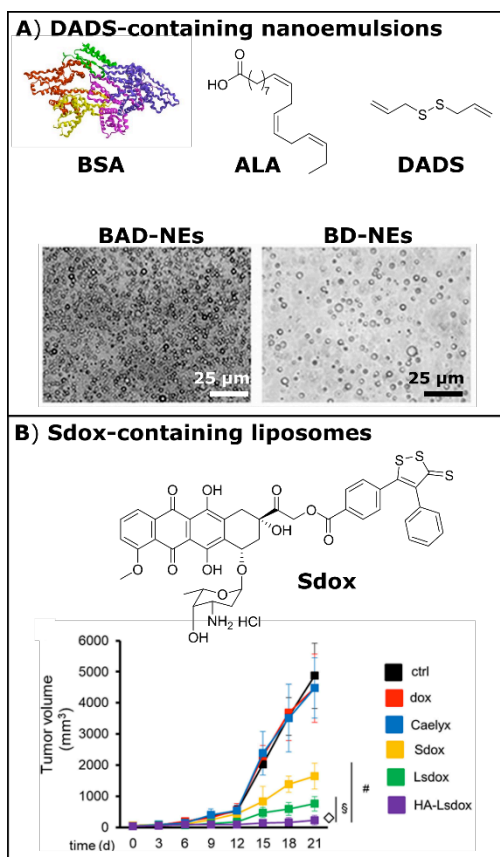 A) DADS-containing nanoemulsions
O
HO
7
S
S
BSA
ALA
DADS
BAD-NEs
BD-NEs
25 µm
25 µm
B) Sdox-containing liposomes
S
S
S
O
OH
O
O
OH
O
O
O
OH
O
O
O
NH2 HCl
OH
Sdox
Tumor volume
(mm3)
6000
5000
4000
3000
2000
1000
0
time (d)
0 3 6 9 12 15 18 21
ctrl
dox
Caelyx
Sdox
Lsdox
HA-Lsdox
#
§
◇